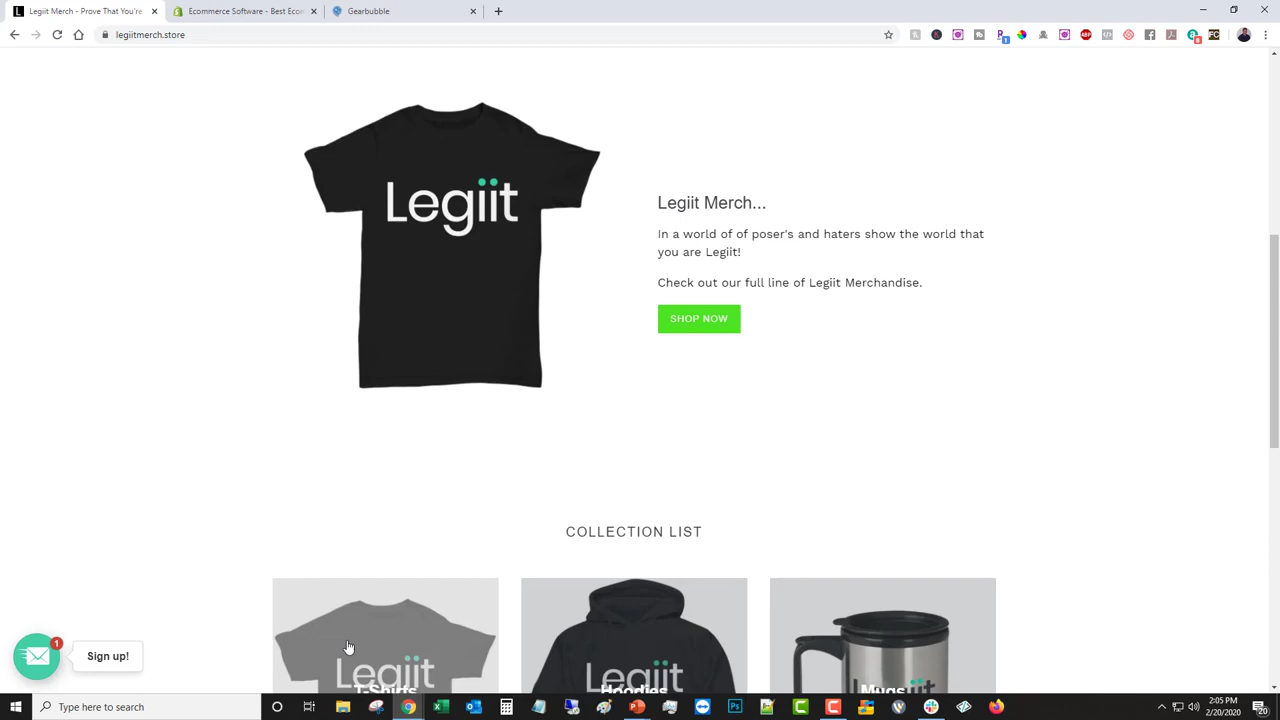 Legiit Merch - Prove That You're
Ecommerce Software - Best Ecom
Gearbubble
legiitmerch.store
Legiit
Legiit Merch...
In a world of of poser's and haters show the world that
you are Legiit!
Check out our full line of Legiit Merchandise.
SHOP NOW
COLLECTION LIST
Legiit
Legiit
T-Shirts
Hoodies
Mugs
1
Sign up!
Type here to search
2:05 PM
2/20/2020